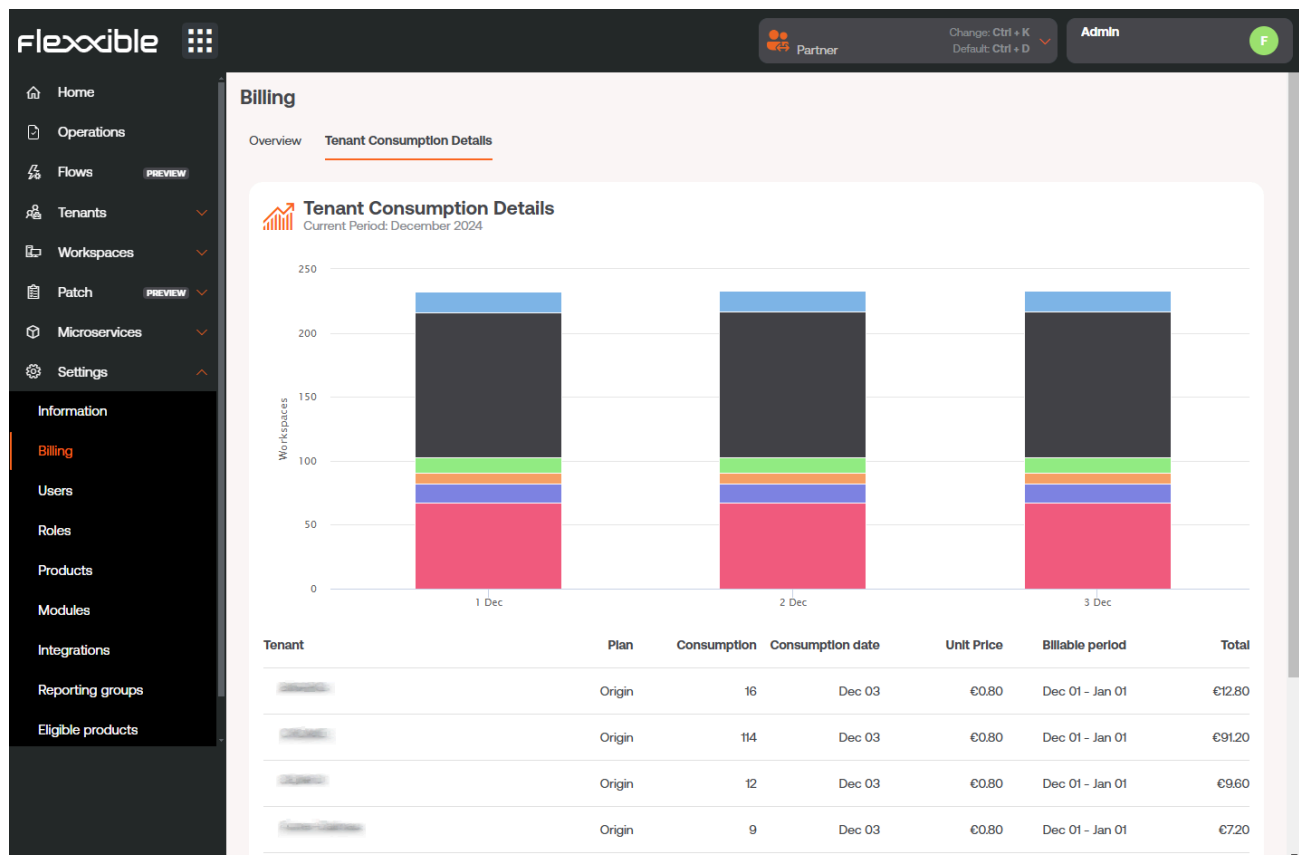 Flexxible
Partner
Change: Ctrl + K
Default: Ctrl + D
Admin
F
Home
Operations
Flows PREVIEW
Tenants
Workspaces
Patch PREVIEW
Microservices
Settings
Information
Billing
Users
Roles
Products
Modules
Integrations
Reporting groups
Eligible products
Billing
Overview Tenant Consumption Details
Tenant Consumption Details
Current Period: December 2024
Workspaces
250
200
150
100
50
0
1 Dec 2 Dec 3 Dec
Tenant Plan Consumption Consumption date Unit Price Billable period Total
Origin 16 Dec 03 €0.80 Dec 01 - Jan 01 €12.80
Origin 114 Dec 03 €0.80 Dec 01 - Jan 01 €91.20
Origin 12 Dec 03 €0.80 Dec 01 - Jan 01 €9.60
Origin 9 Dec 03 €0.80 Dec 01 - Jan 01 €7.20